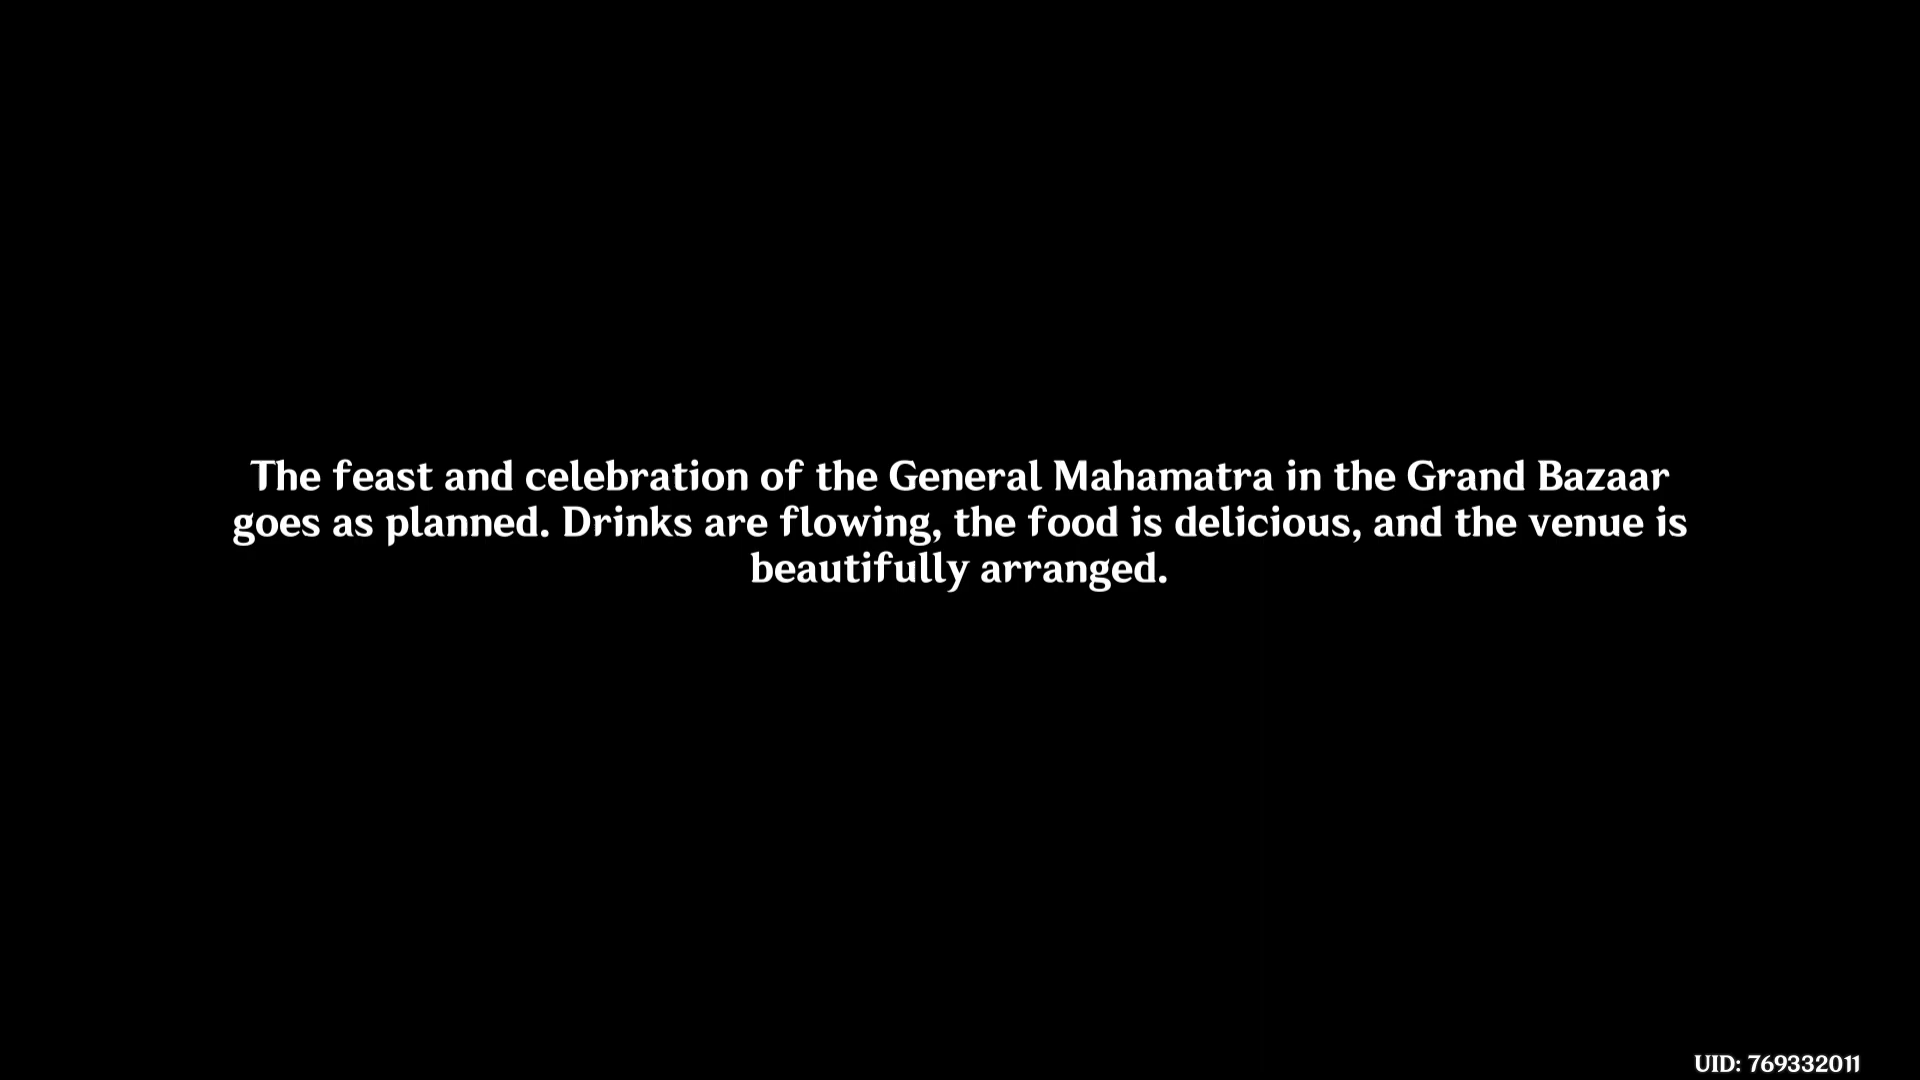 The feast and celebration of the General Mahamatra in the Grand Bazaar
goes as planned. Drinks are flowing, the food is delicious, and the venue is
beautifully arranged.
UID: 769332011